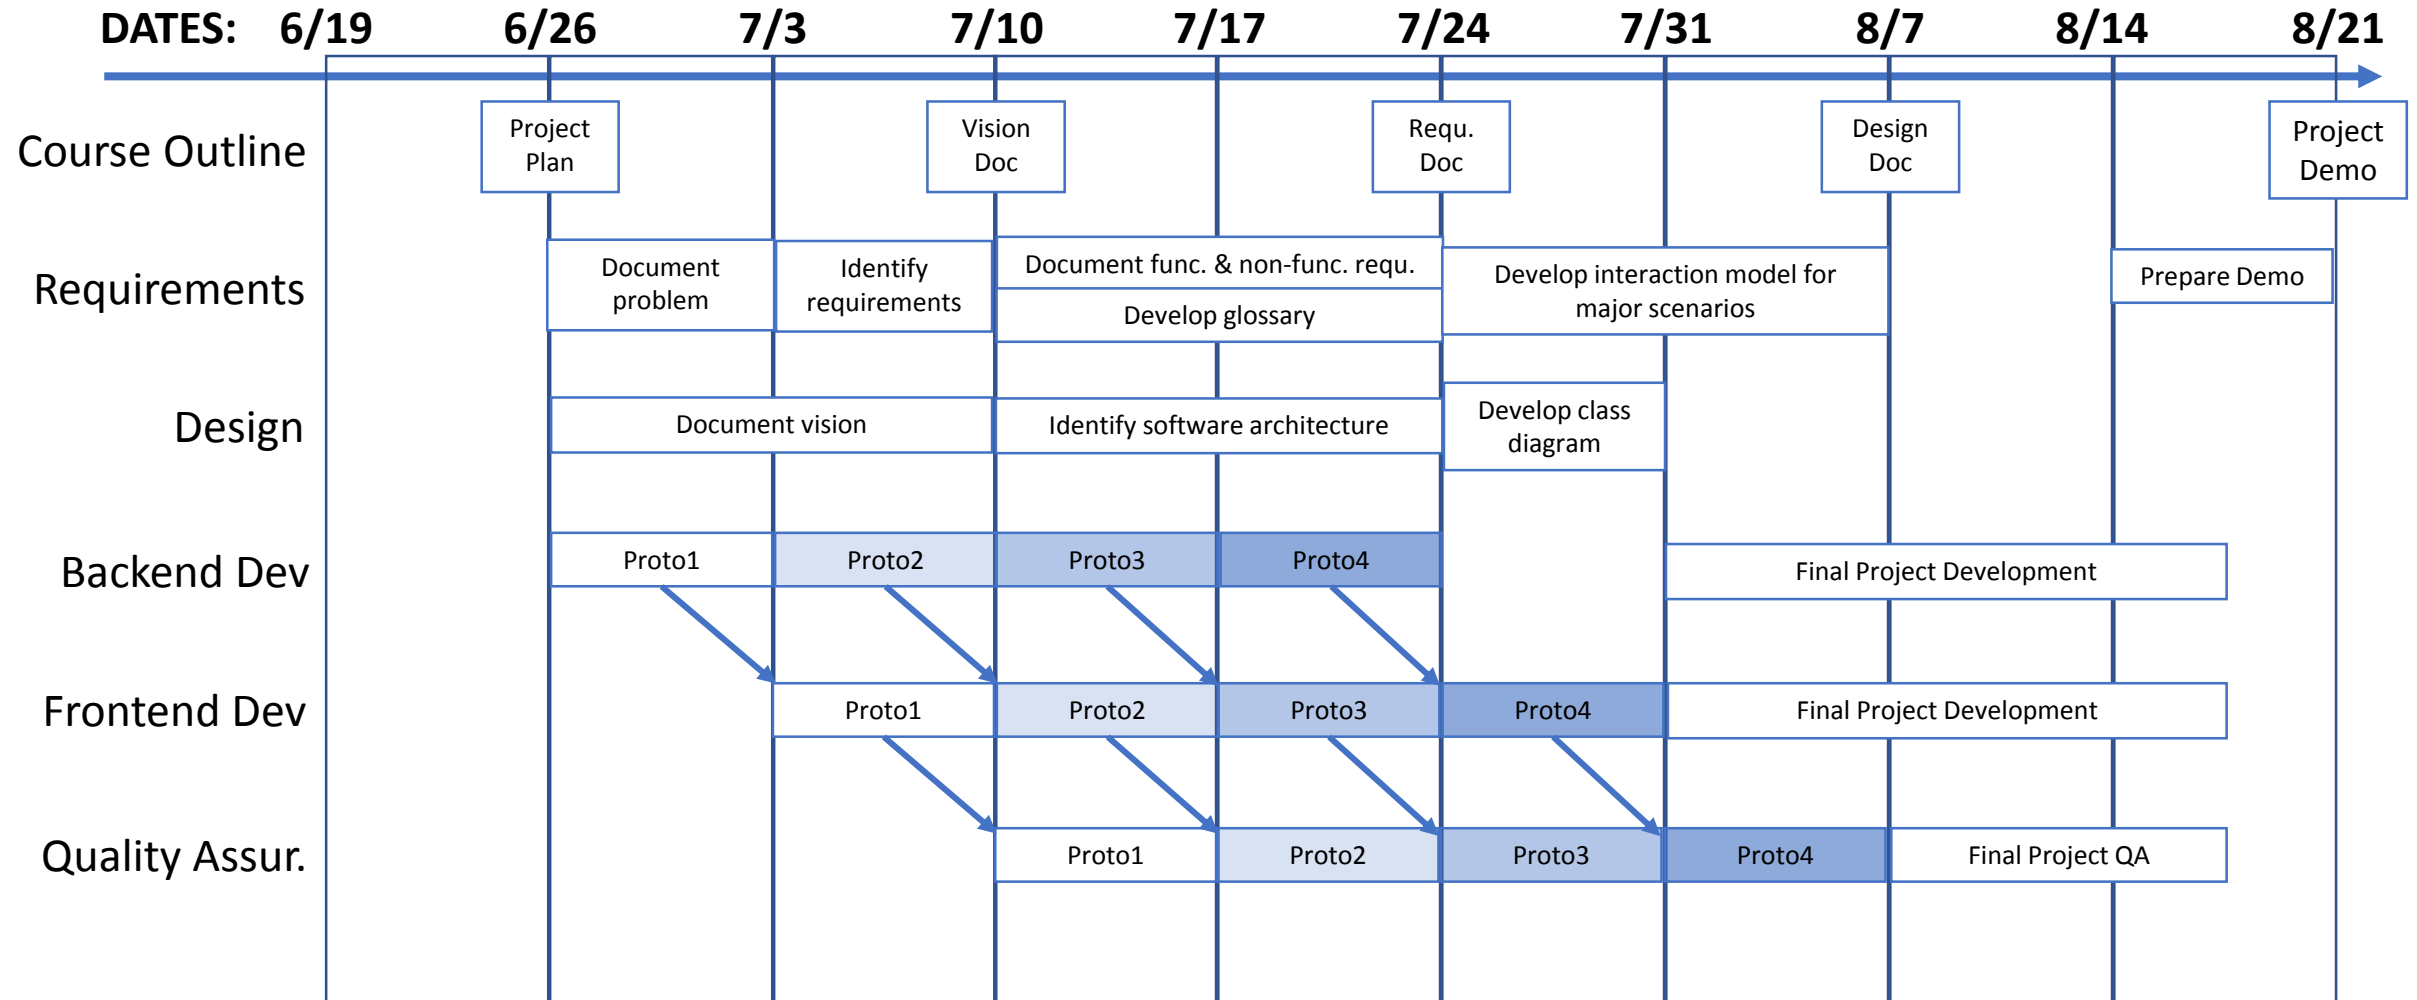 DATES: 6/19 6/26 7/3 7/10 7/17 7/24 7/31 8/7 8/14 8/21
Course Outline
Project
Plan
Vision
Doc
Requ.
Doc
Design
Doc
Project
Demo
Requirements
Document
problem
Identify
requirements
Document func. & non-func. requ.
Develop glossary
Develop interaction model for
major scenarios
Prepare Demo
Design
Document vision
Identify software architecture
Develop class
diagram
Backend Dev
Proto1
Proto2
Proto3
Proto4
Final Project Development
Frontend Dev
Proto1
Proto2
Proto3
Proto4
Final Project Development
Quality Assur.
Proto1
Proto2
Proto3
Proto4
Final Project QA